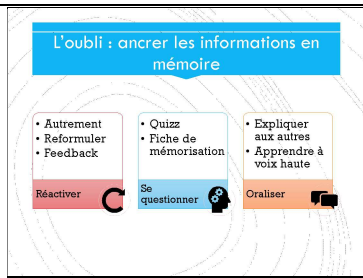 L'oubli : ancrer les informations en
mémoire
• Autrement
• Reformuler
• Feedback
Réactiver
• Quizz
• Fiche de
mémorisation
Se
questionner
• Expliquer
aux autres
• Apprendre à
voix haute
Oraliser